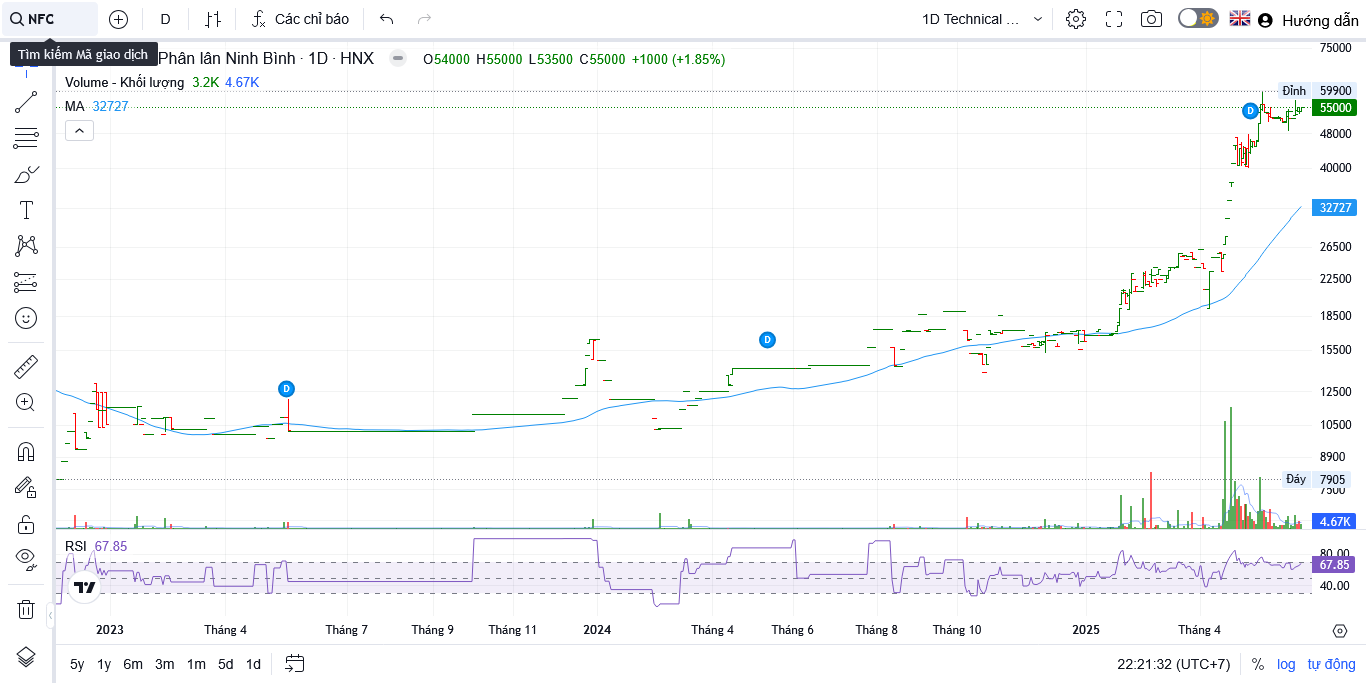 NFC
D
Các chỉ báo
1D Technical ...
Hướng dẫn
Tìm kiếm Mã giao dịch
Phân lân Ninh Bình · 1D · HNX
O54000 H55000 L53500 C55000 +1000 (+1.85%)
Volume - Khối lượng 3.2K 4.67K
MA 32727
75000
Đỉnh 59900
55000
48000
40000
32727
26500
22500
18500
15500
12500
10500
8900
Đáy 7905
7500
4.67K
D
D
D
RSI 67.85
80.00
67.85
40.00
2023 Tháng 4 Tháng 7 Tháng 9 Tháng 11 2024 Tháng 4 Tháng 6 Tháng 8 Tháng 10 2025 Tháng 4
5y 1y 6m 3m 1m 5d 1d
22:21:32 (UTC+7) % log tự động